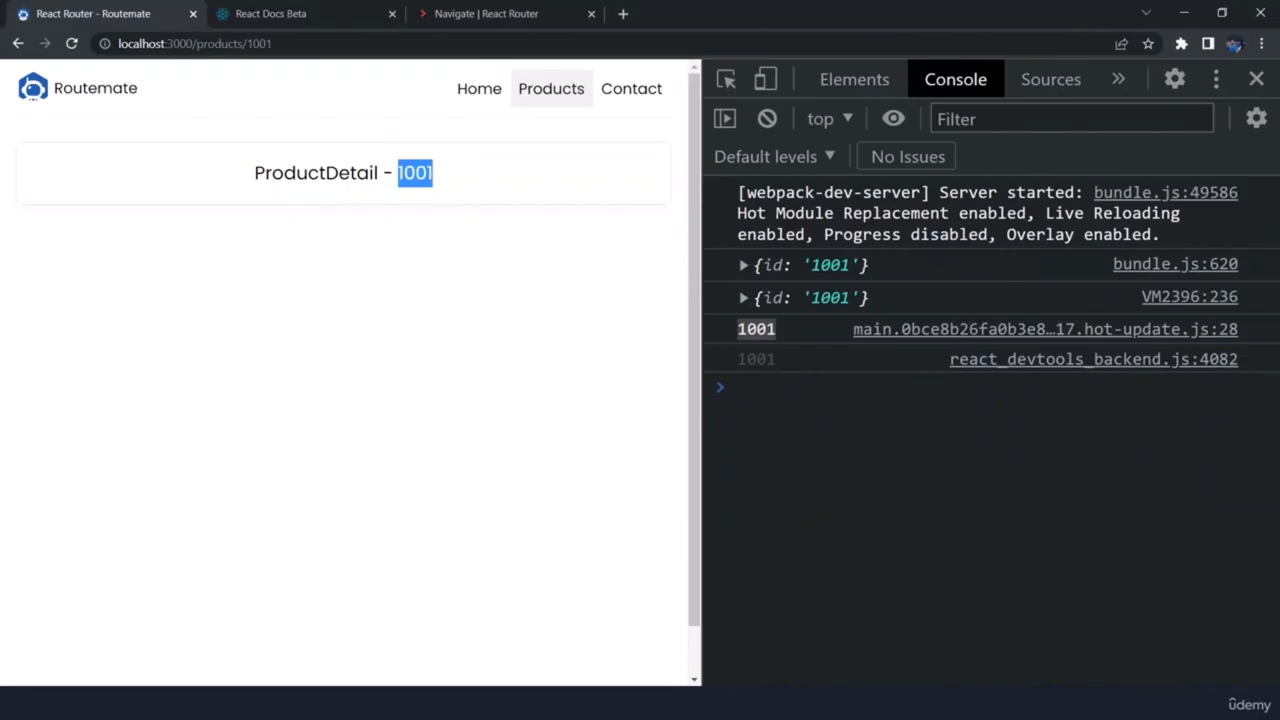 React Router - Routemate
React Docs Beta
Navigate | React Router
localhost:3000/products/1001
Routemate
Home
Products
Contact
ProductDetail - 1001
Elements
Console
Sources
top
Filter
Default levels
No Issues
[webpack-dev-server] Server started: bundle.js:49586
Hot Module Replacement enabled, Live Reloading
enabled, Progress disabled, Overlay enabled.
{id: '1001'} bundle.js:620
{id: '1001'} VM2396:236
1001 main.0bce8b26fa0b3e8…17.hot-update.js:28
1001 react_devtools_backend.js:4082
ûdemy